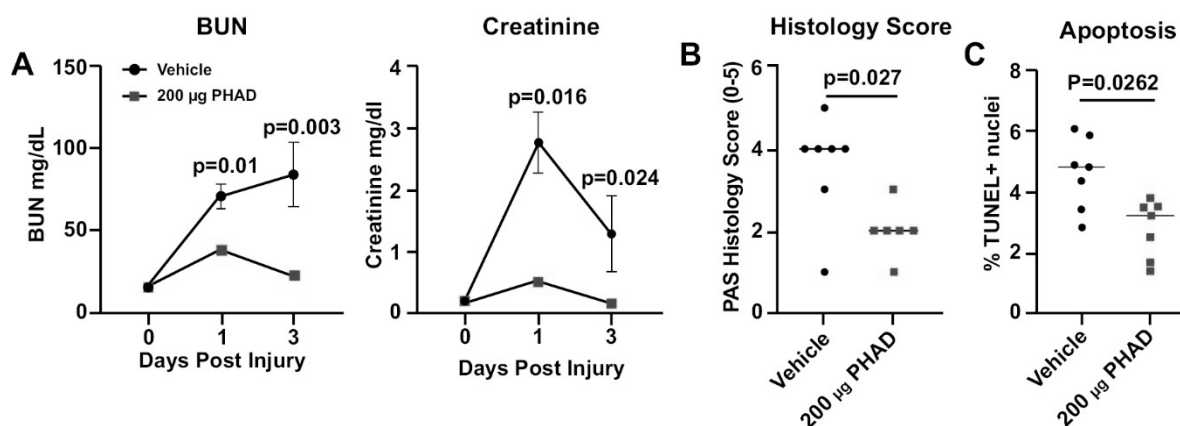 A
BUN
150
100
50
0
BUN mg/dL
Vehicle
200 µg PHAD
p=0.01
p=0.003
0 1 3
Days Post Injury
Creatinine
4
3
2
1
0
Creatinine mg/dl
p=0.016
p=0.024
0 1 3
Days Post Injury
B
Histology Score
6
4
2
0
PAS Histology Score (0-5)
p=0.027
Vehicle
200 µg PHAD
C
Apoptosis
8
6
4
2
0
% TUNEL+ nuclei
P=0.0262
Vehicle
200 µg PHAD